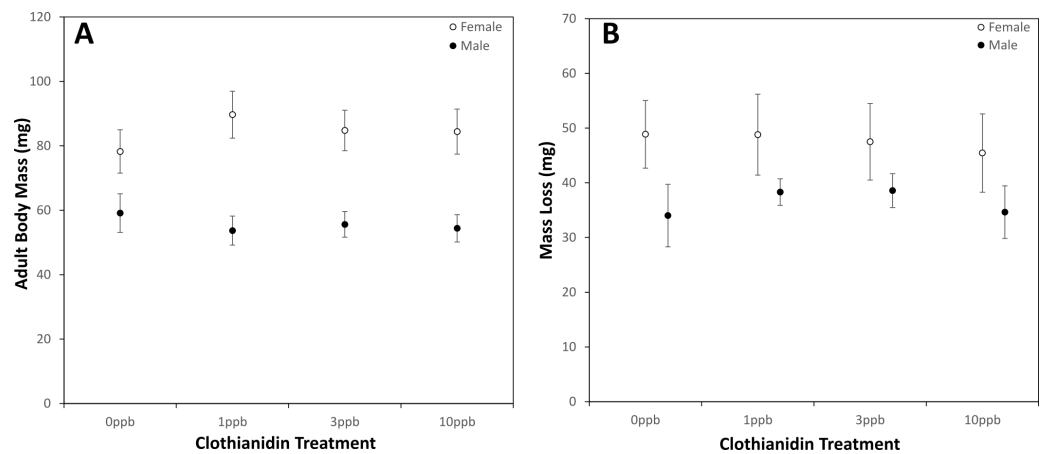 A
Female
Male
120
100
80
60
40
20
0
Adult Body Mass (mg)
0ppb 1ppb 3ppb 10ppb
Clothianidin Treatment
B
Female
Male
70
60
50
40
30
20
10
0
Mass Loss (mg)
0ppb 1ppb 3ppb 10ppb
Clothianidin Treatment